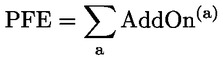 PFE = ∑ₐ AddOn⁽ᵃ⁾